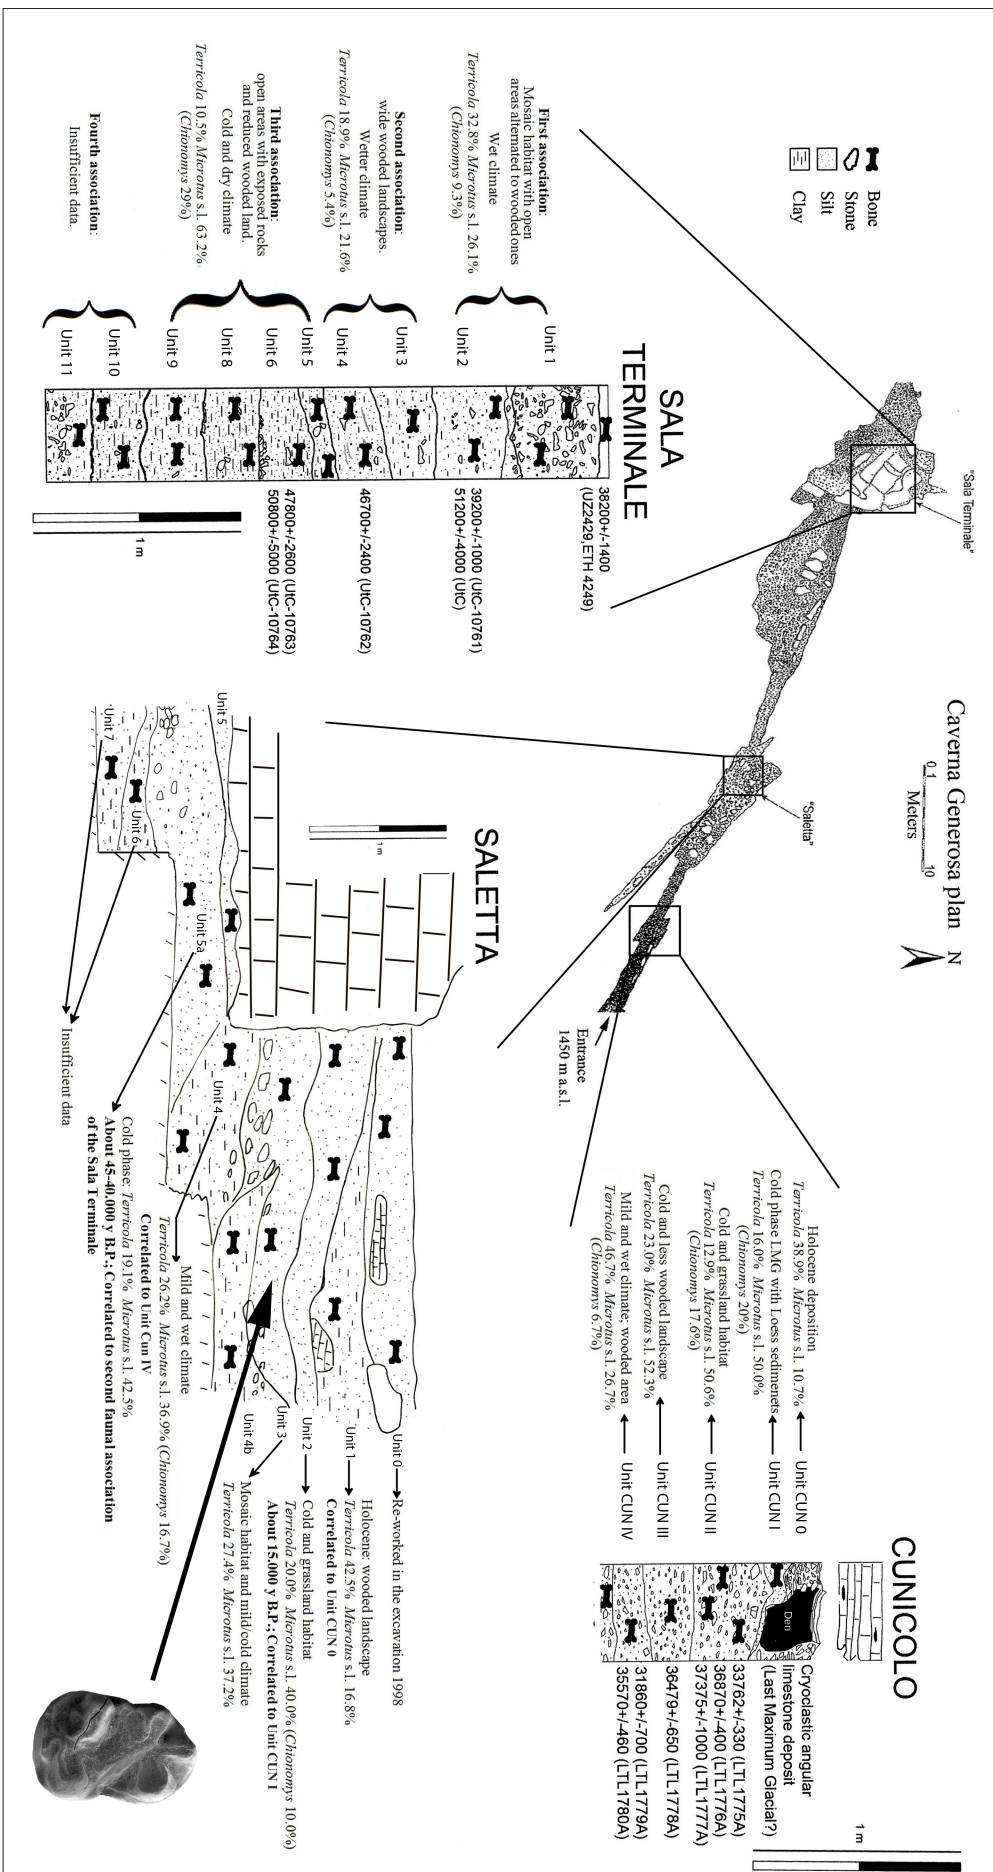 Caverna Generosa plan
0.1
10
Meters
N
Bone
Stone
Silt
Clay
"Sala Terminale"
"Saletta"
Entrance
1450 m a.s.l.
SALA
TERMINALE
First association:
Mosaic habitat with open
areas alternated to wooded ones
Wet climate
Terricola 32.8% Microtus s.l. 26.1%
(Chionomys 9.3%)
Second association:
wide wooded landscapes.
Wetter climate
Terricola 18.9% Microtus s.l. 21.6%
(Chionomys 5.4%)
Third association:
open areas with exposed rocks
and reduced wooded land.
Cold and dry climate
Terricola 10.5% Microtus s.l. 63.2%
(Chionomys 29%)
Fourth association:
Insufficient data.
Unit 1
Unit 2
Unit 3
Unit 4
Unit 5
Unit 6
Unit 8
Unit 9
Unit 10
Unit 11
38200+/-1400
(UZ2429,ETH 4249)
39200+/-1000 (UtC-10761)
51200+/-4000 (UtC)
46700+/-2400 (UtC-10762)
47800+/-2600 (UtC-10763)
50800+/-5000 (UtC-10764)
1 m
SALETTA
1 m
Unit 5
Unit 7
Unit 6
Unit 5a
Unit 4
Insufficient data
Cold phase: Terricola 19.1% Microtus s.l. 42.5%
About 45-40.000 y B.P.; Correlated to second faunal association
of the Sala Terminale
Mild and wet climate
Terricola 26.2% Microtus s.l. 36.9% (Chionomys 16.7%)
Correlated to Unit Cun IV
Unit 0
Re-worked in the excavation 1998
Unit 1
Holocene: wooded landscape
Terricola 42.5% Microtus s.l. 16.8%
Correlated to Unit CUN 0
Unit 2
Cold and grassland habitat
Terricola 20.0% Microtus s.l. 40.0% (Chionomys 10.0%)
About 15.000 y B.P.; Correlated to Unit CUN I
Unit 3
Unit 4b
Mosaic habitat and mild/cold climate
Terricola 27.4% Microtus s.l. 37.2%
CUNICOLO
Holocene deposition
Terricola 38.9% Microtus s.l. 10.7%
Unit CUN 0
Cold phase LMG with Loess sedimenets
Terricola 16.0% Microtus s.l. 50.0%
(Chionomys 20%)
Unit CUN I
Cold and grassland habitat
Terricola 12.9% Microtus s.l. 50.6%
(Chionomys 17.6%)
Unit CUN II
Cold and less wooded landscape
Terricola 23.0% Microtus s.l. 52.3%
Unit CUN III
Mild and wet climate; wooded area
Terricola 46.7% Microtus s.l. 26.7%
(Chionomys 6.7%)
Unit CUN IV
Den
Cryoclastic angular
limestone deposit
(Last Maximum Glacial?)
33762+/-330 (LTL1775A)
36870+/-400 (LTL1776A)
37375+/-1000 (LTL1777A)
36479+/-650 (LTL1778A)
31860+/-700 (LTL1779A)
35570+/-460 (LTL1780A)
1 m